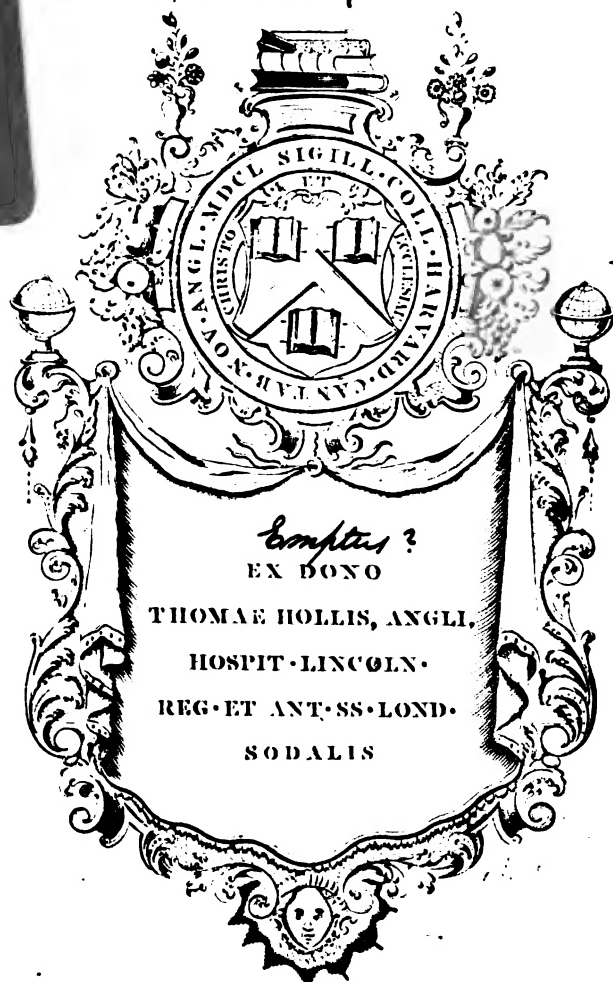 SIGILL·COLL·HARVARD·CANTAB·NOV·ANGL·MDCL
CHRISTO
ET
ECCLESIAE
Emptus ?
EX DONO
THOMAE HOLLIS, ANGLI,
HOSPIT·LINCOLN·
REG·ET ANT·SS·LOND·
SODALIS